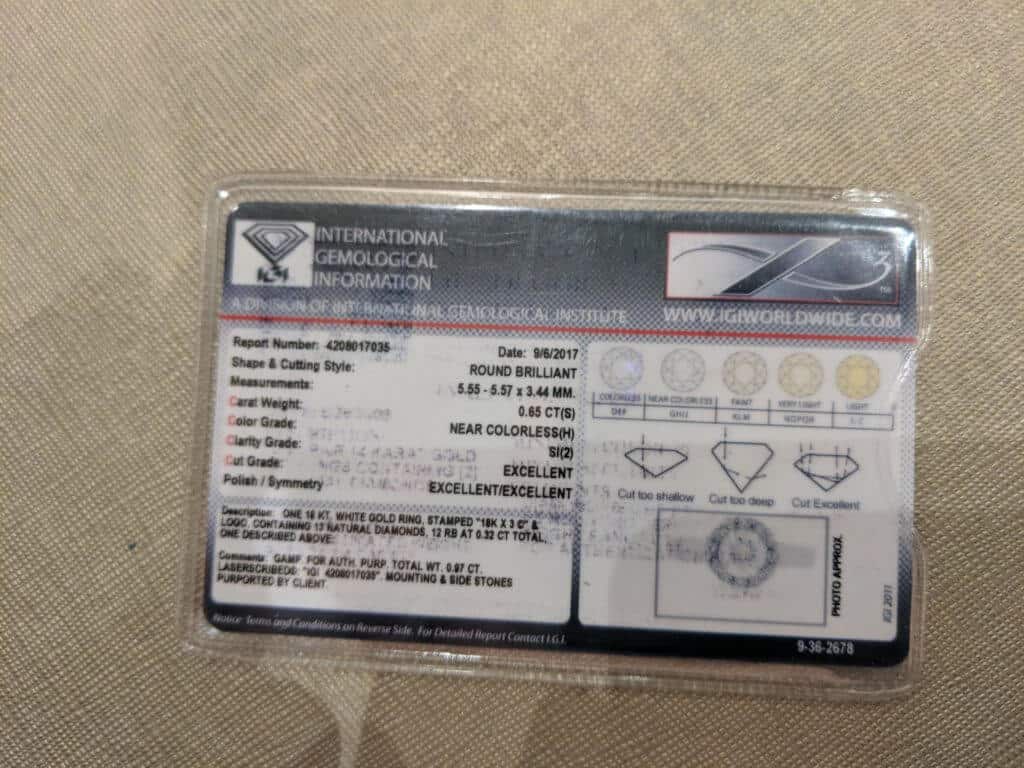 INTERNATIONAL
GEMOLOGICAL
INFORMATION
IGI
A DIVISION OF INTERNATIONAL GEMOLOGICAL INSTITUTE
3
TM
WWW.IGIWORLDWIDE.COM
Report Number: 4208017035
Date: 9/6/2017
Shape & Cutting Style: ROUND BRILLIANT
Measurements: 5.55 - 5.57 x 3.44 MM.
Carat Weight: 0.65 CT(S)
Color Grade: NEAR COLORLESS(H)
Clarity Grade: SI(2)
Cut Grade: EXCELLENT
Polish / Symmetry EXCELLENT/EXCELLENT
Description: ONE 18 KT. WHITE GOLD RING, STAMPED "18K X 3 C" &
LOGO, CONTAINING 13 NATURAL DIAMONDS, 12 RB AT 0.32 CT TOTAL,
ONE DESCRIBED ABOVE.
Comments: GAMP. FOR AUTH. PURP. TOTAL WT. 0.97 CT.
LASERSCRIBED® "IGI 4208017035". MOUNTING & SIDE STONES
PURPORTED BY CLIENT.
COLORLESS NEAR COLORLESS FAINT VERY LIGHT LIGHT
DEF GHIJ KLM NOPQR
Cut too shallow Cut too deep Cut Excellent
PHOTO APPROX.
IGI 2011
Notice: Terms and Conditions on Reverse Side. For Detailed Report Contact I.G.I.
9-36-2678